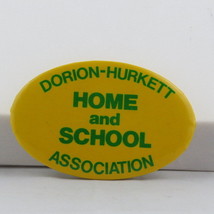 DORION-HURKETT
HOME
and
SCHOOL
ASSOCIATION